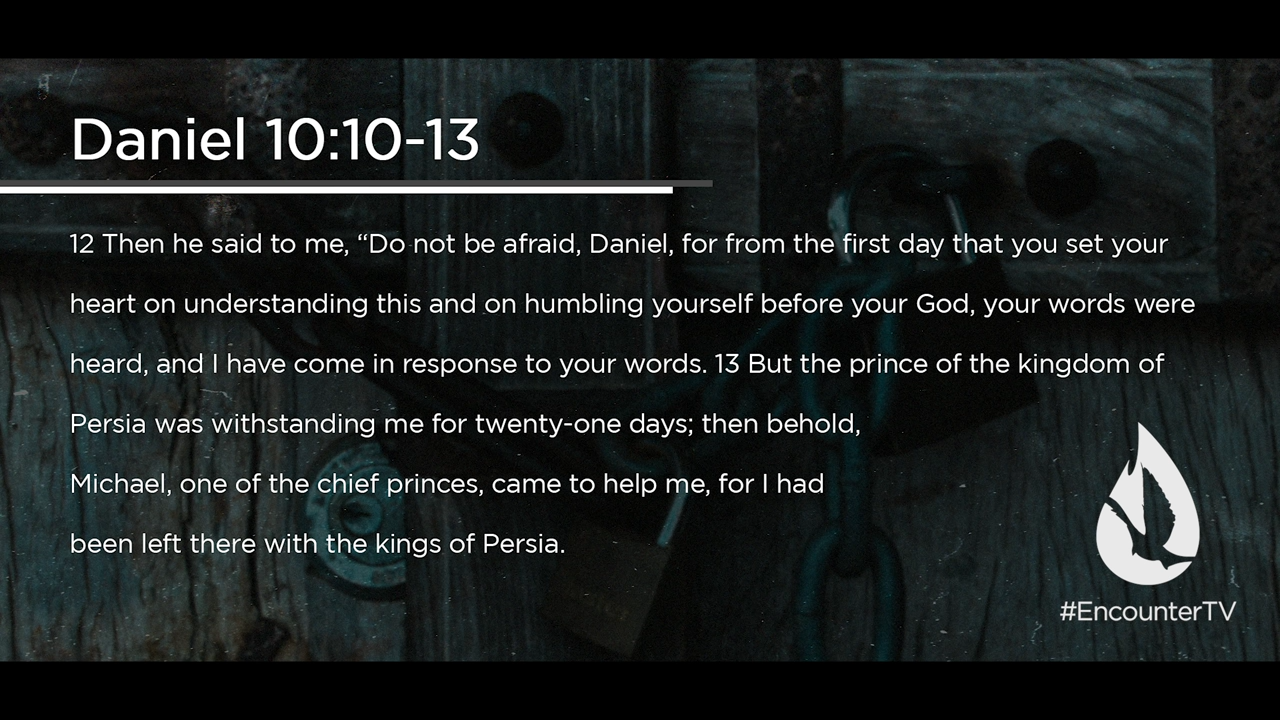 Daniel 10:10-13
12 Then he said to me, “Do not be afraid, Daniel, for from the first day that you set your
heart on understanding this and on humbling yourself before your God, your words were
heard, and I have come in response to your words. 13 But the prince of the kingdom of
Persia was withstanding me for twenty-one days; then behold,
Michael, one of the chief princes, came to help me, for I had
been left there with the kings of Persia.
#EncounterTV